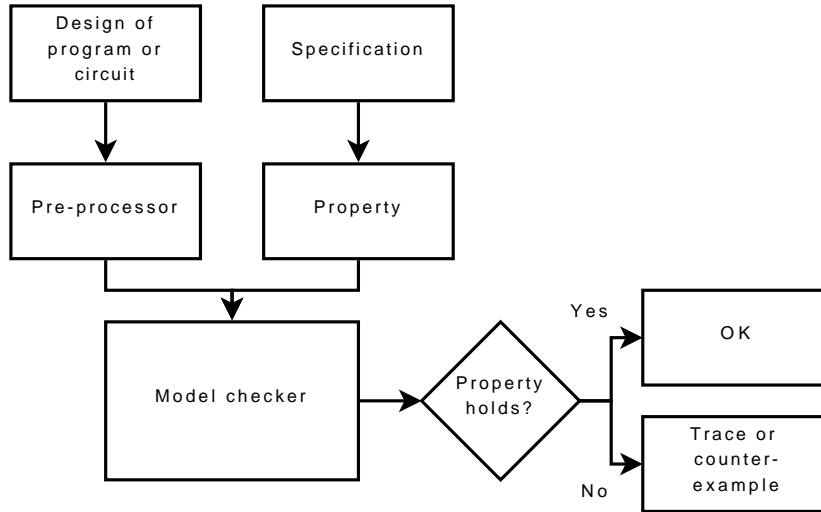 Design of
program or
circuit
Specification
Pre-processor
Property
Model checker
Property
holds?
Yes
OK
No
Trace or
counter-
example